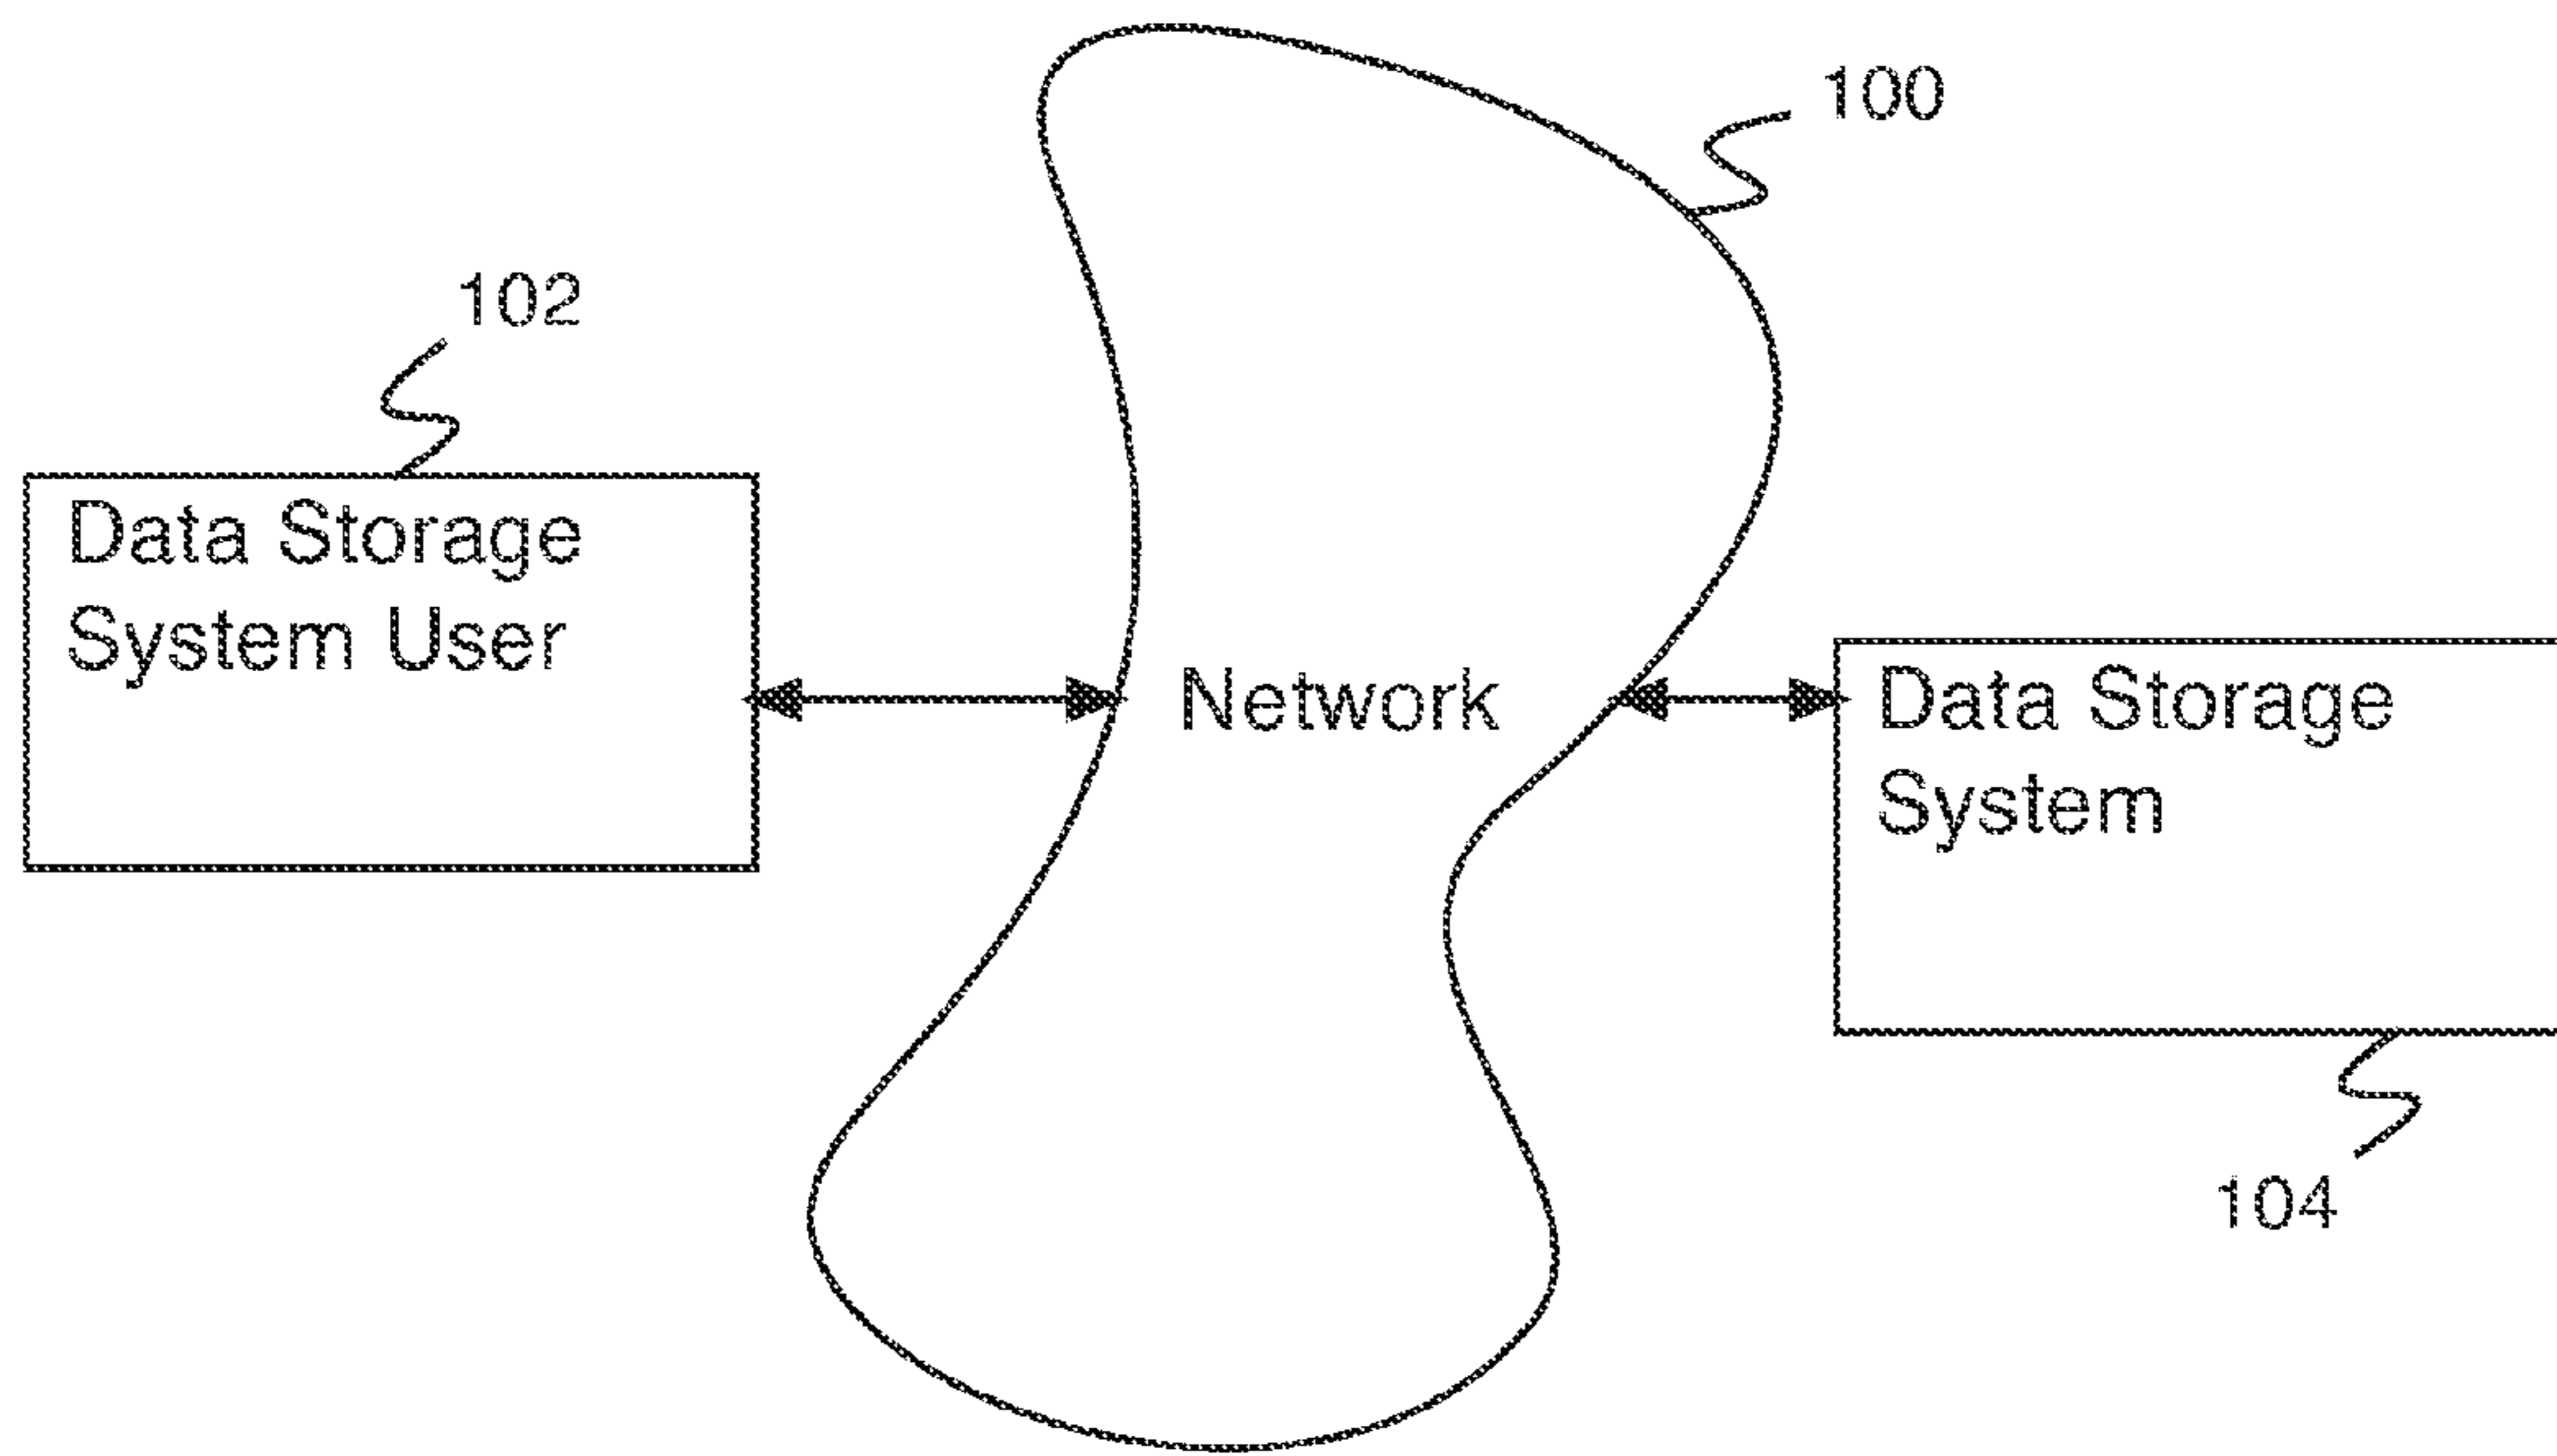 100
102
Data Storage
System User
Network
Data Storage
System
104